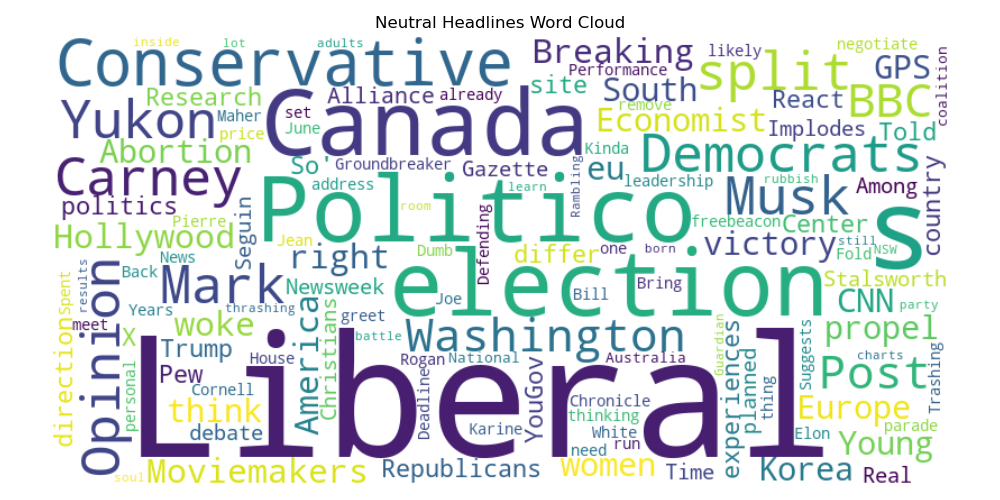 Neutral Headlines Word Cloud
inside lot adults Breaking likely negotiate
Conservative Performance split GPS coalition
Research Alliance already site South React BBC
Yukon Maher set Canada remove Economist Implodes Told
price June
Abortion So' Groundbreaker Gazette Kinda Democrats
Carney address learn eu leadership rubbish Among
politics Pierre Politico room Rambling Musk country
Hollywood Seguin Jean Dumb Defending freebeacon Center s
right differ one born victory still NSW
News Back Newsweek election Bring Fold Stalsworth
results Mark Joe Bill CNN party
Spent Years thrashing America greet
direction meet X woke battle Washington Guardian propel
Opinion Trump House Rogan National Australia experiences Suggests charts Post Trashing
personal Pew Cornell Christians Liberal Deadline YouGov Chronicle planned thing Europe
think thinking parade
debate Karine White Elon Young
soul Moviemakers Republicans need run women Time Korea Real